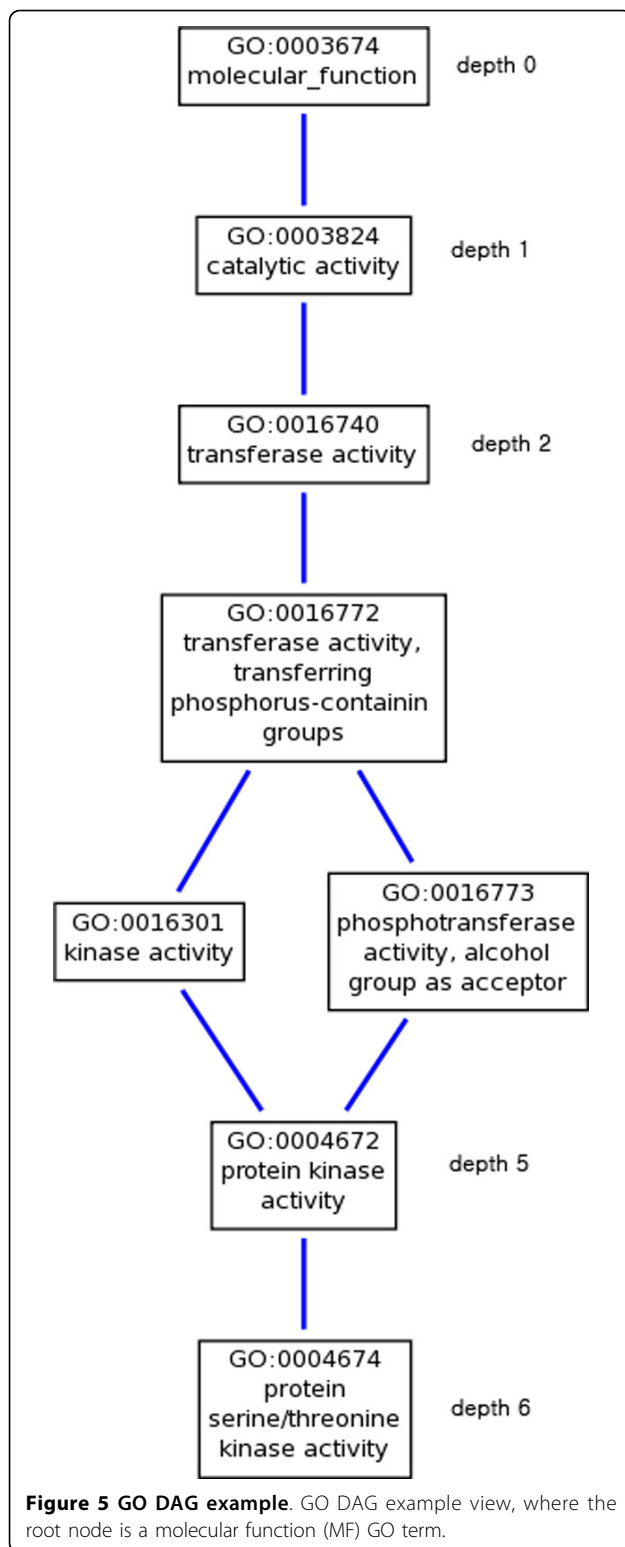 GO:0003674
molecular_function
depth 0
GO:0003824
catalytic activity
depth 1
GO:0016740
transferase activity
depth 2
GO:0016772
transferase activity,
transferring
phosphorus-containin
groups
GO:0016301
kinase activity
GO:0016773
phosphotransferase
activity, alcohol
group as acceptor
GO:0004672
protein kinase
activity
depth 5
GO:0004674
protein
serine/threonine
kinase activity
depth 6
Figure 5 GO DAG example. GO DAG example view, where the
root node is a molecular function (MF) GO term.